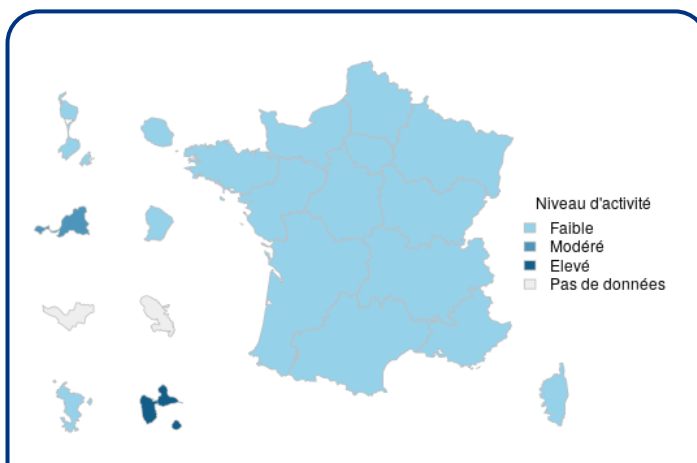 Niveau d'activité
Faible
Modéré
Elevé
Pas de données